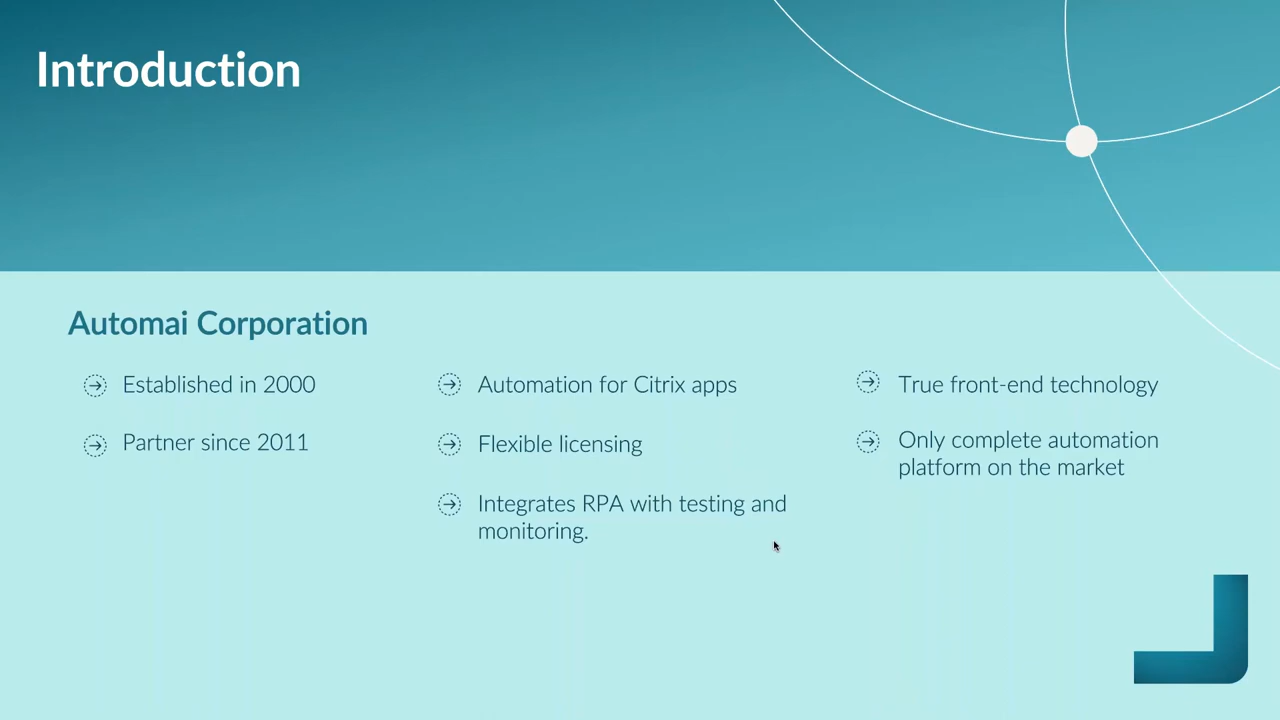 Introduction
Automai Corporation
Established in 2000
Partner since 2011
Automation for Citrix apps
Flexible licensing
Integrates RPA with testing and
monitoring.
True front-end technology
Only complete automation
platform on the market